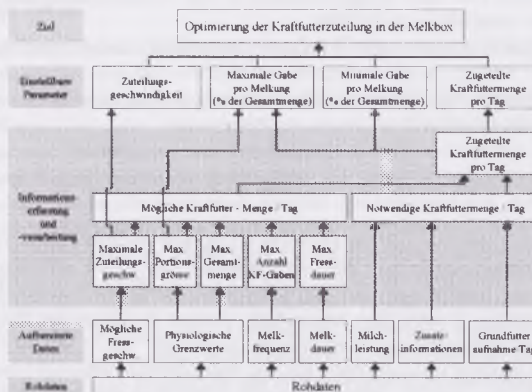 Ziel
Optimierung der Kraftfutterzuteilung in der Melkbox
Einstellbare
Parameter
Zuteilungs-
geschwindigkeit
Maximale Gabe
pro Melkung
(% der Gesamtmenge)
Minimale Gabe
pro Melkung
(% der Gesamtmenge)
Zugeteilte
Kraftfuttermenge
pro Tag
Zugeteilte
Kraftfuttermenge
pro Tag
Informations-
erfassung
und
-verarbeitung
Mögliche Kraftfutter - Menge / Tag
Notwendige Kraftfuttermenge / Tag
Maximale
Zuteilungs-
geschw.
Max
Portions-
grösse
Max
Gesamt-
menge
Max
Anzahl
KF-Gaben
Max
Fress-
dauer
Aufbereitete
Daten
Mögliche
Fress-
geschw.
Physiologische
Grenzwerte
Melk-
frequenz
Melk-
dauer
Milch-
leistung
Zusatz-
informationen
Grundfutter
aufnahme Tag
Rohdaten
Rohdaten